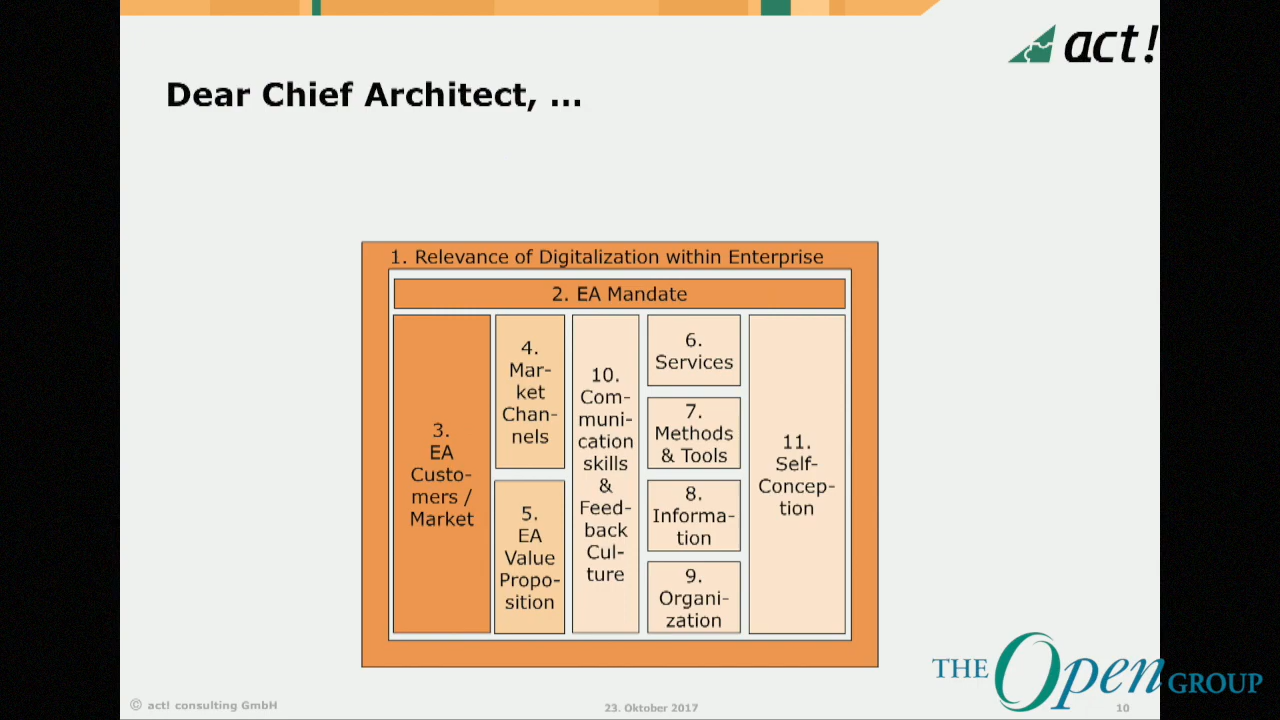 act!
Dear Chief Architect, ...
1. Relevance of Digitalization within Enterprise
2. EA Mandate
3.
EA
Custo-
mers /
Market
4.
Mar-
ket
Chan-
nels
5.
EA
Value
Propo-
sition
10.
Com-
muni-
cation
skills
&
Feed-
back
Cul-
ture
6.
Services
7.
Methods
& Tools
8.
Informa-
tion
9.
Organi-
zation
11.
Self-
Concep-
tion
THE Open GROUP
© act! consulting GmbH
23. Oktober 2017
10